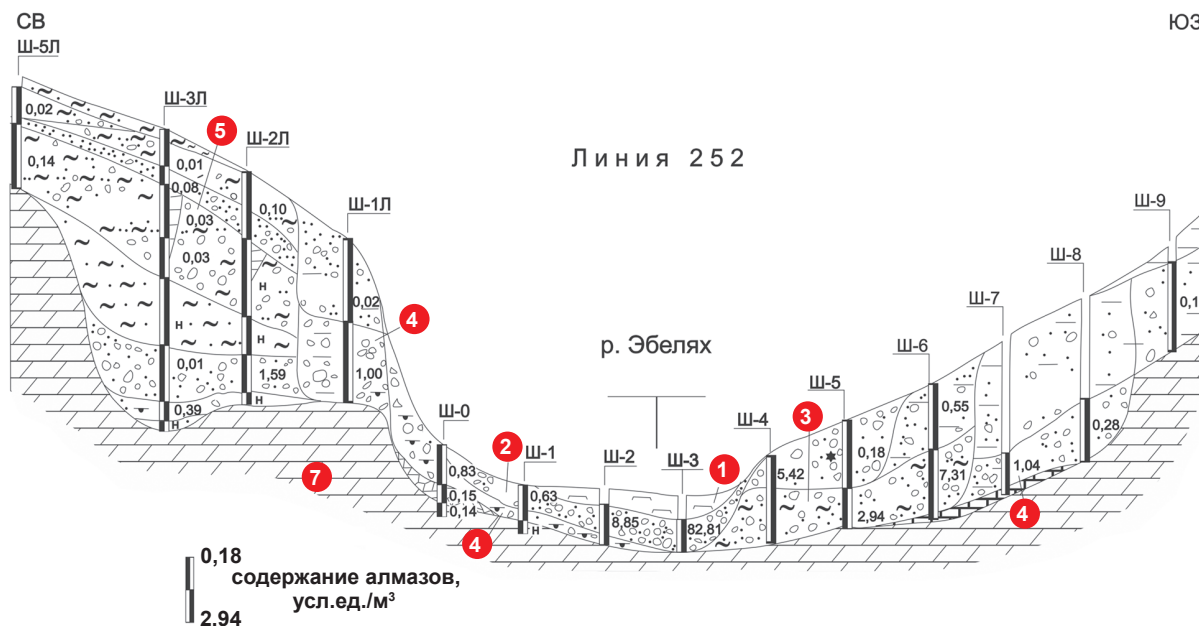 СВ
ЮЗ
Ш-5Л
Ш-3Л
Ш-2Л
Ш-1Л
Линия 252
р. Эбелях
Ш-0
Ш-1
Ш-2
Ш-3
Ш-4
Ш-5
Ш-6
Ш-7
Ш-8
Ш-9
0,02
0,14
0,01
0,08
0,03
0,03
н
0,01
0,39
н
0,10
н
н
1,59
н
0,02
1,00
0,83
0,15
0,14
0,63
н
8,85
82,81
5,42
0,18
2,94
0,55
7,31
1,04
0,28
0,1
5
4
2
1
3
4
4
7
0,18
содержание алмазов,
усл.ед./м³
2,94